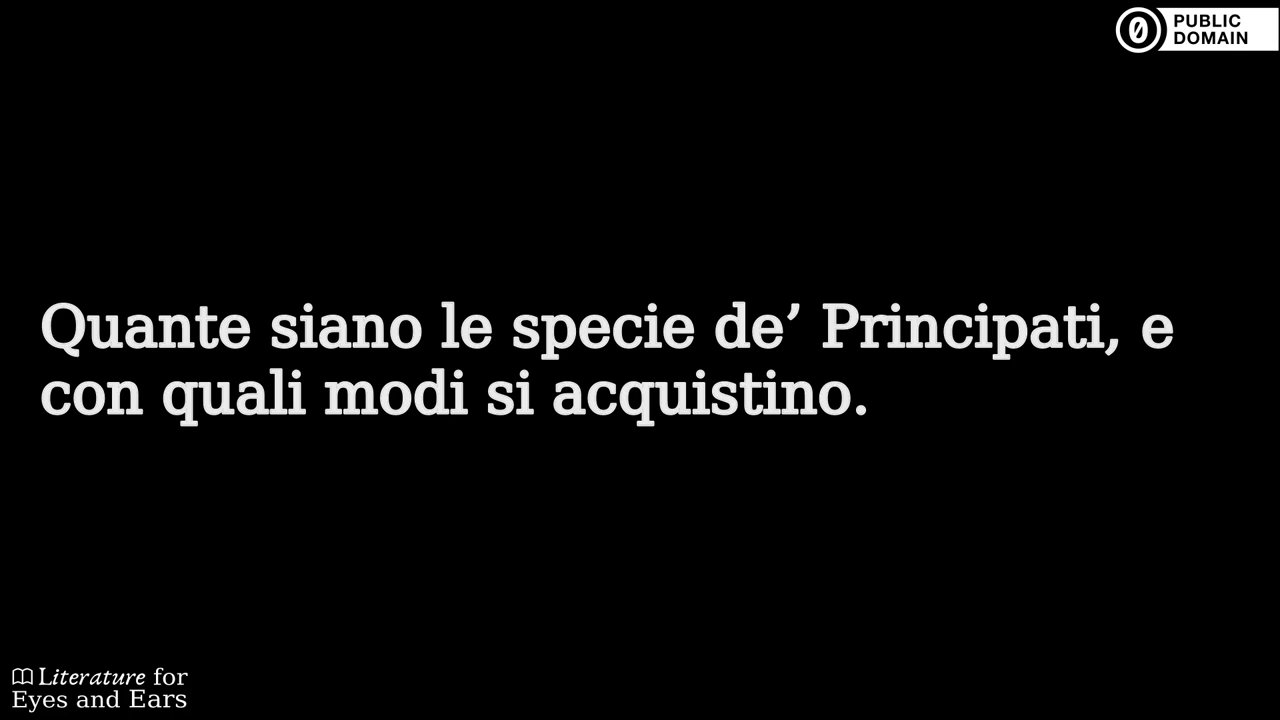 PUBLIC
DOMAIN
Quante siano le specie de’ Principati, e
con quali modi si acquistino.
Literature for
Eyes and Ears